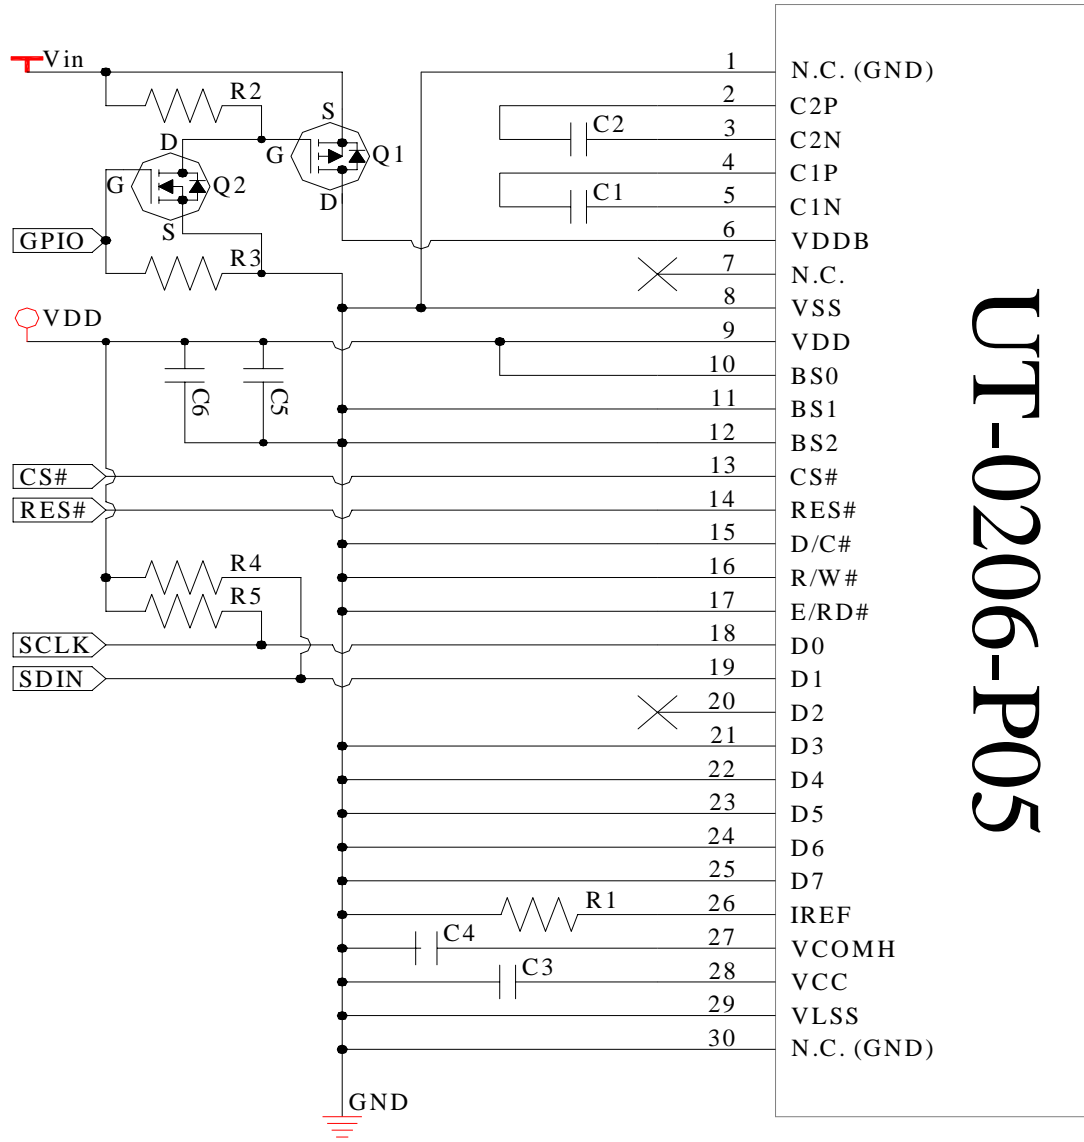 Vin
R2
S
D
G
Q1
G
Q2
D
S
GPIO
R3
VDD
C6
C5
CS#
RES#
R4
R5
SCLK
SDIN
C2
C1
R1
C4
C3
GND
1 N.C. (GND)
2 C2P
3 C2N
4 C1P
5 C1N
6 VDDB
7 N.C.
8 VSS
9 VDD
10 BS0
11 BS1
12 BS2
13 CS#
14 RES#
15 D/C#
16 R/W#
17 E/RD#
18 D0
19 D1
20 D2
21 D3
22 D4
23 D5
24 D6
25 D7
26 IREF
27 VCOMH
28 VCC
29 VLSS
30 N.C. (GND)
UT-0206-P05